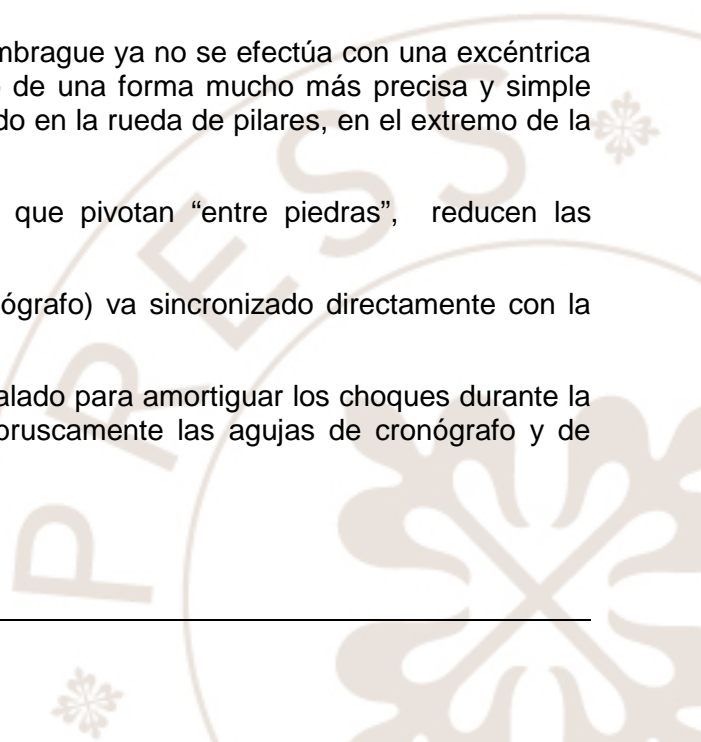 mbrague ya no se efectúa con una excéntrica
de una forma mucho más precisa y simple
do en la rueda de pilares, en el extremo de la
que pivotan “entre piedras”, reducen las
ógrafo) va sincronizado directamente con la
alado para amortiguar los choques durante la
bruscamente las agujas de cronógrafo y de
PRESS